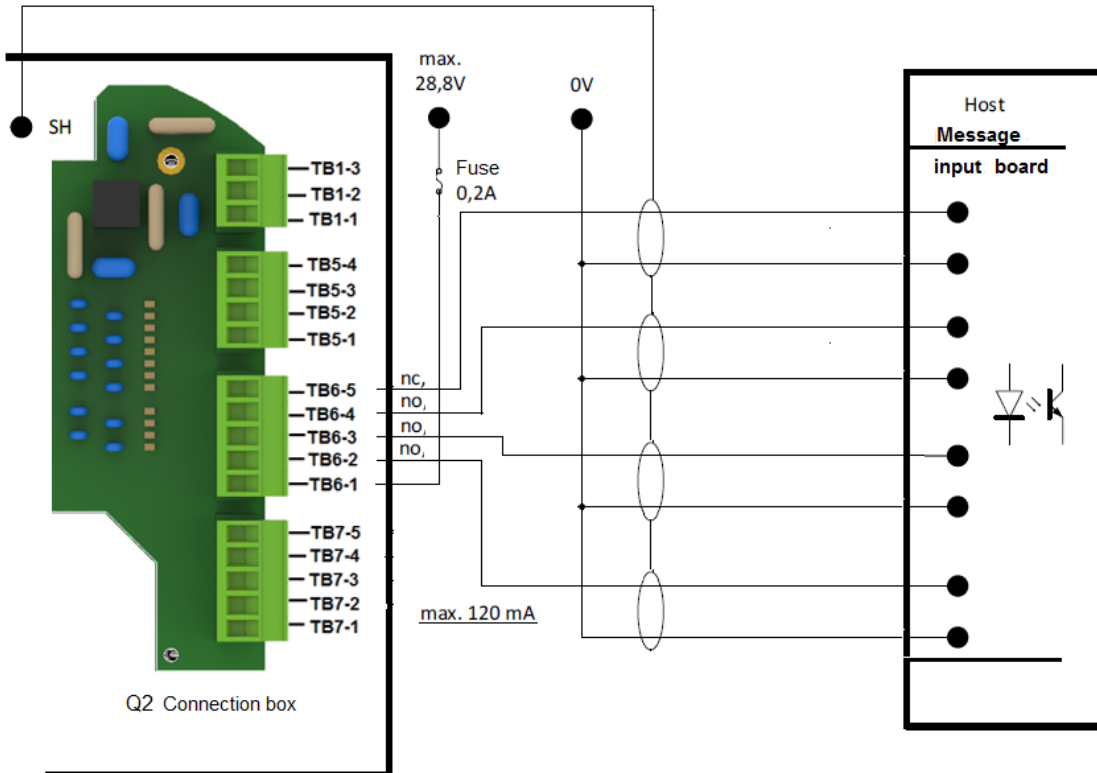 max.
28,8V
0V
SH
Fuse
0,2A
Host
Message
input board
TB1-3
TB1-2
TB1-1
TB5-4
TB5-3
TB5-2
TB5-1
TB6-5
nc,
TB6-4
no,
TB6-3
no,
TB6-2
no,
TB6-1
TB7-5
TB7-4
TB7-3
TB7-2
TB7-1
max. 120 mA
Q2 Connection box